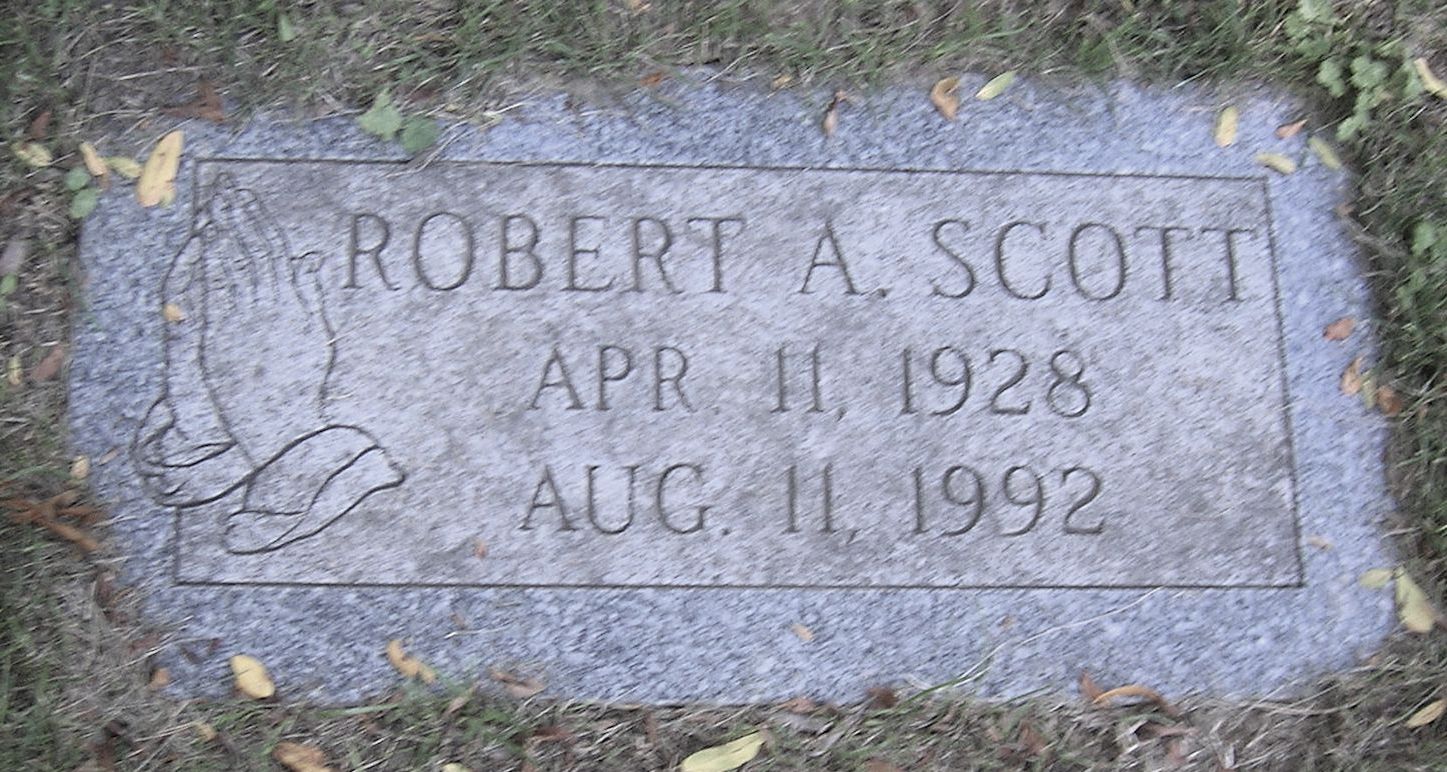 ROBERT A. SCOTT
APR. 11, 1928
AUG. 11, 1992